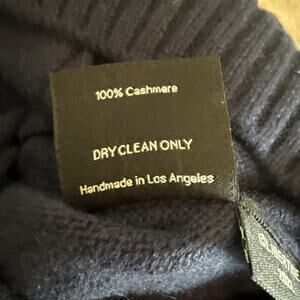 100% Cashmere
DRY CLEAN ONLY
Handmade in Los Angeles